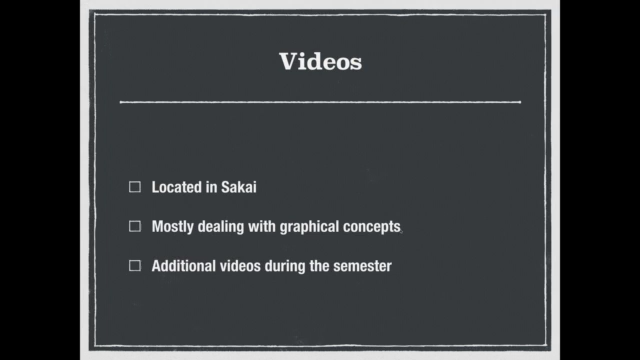 Videos
Located in Sakai
Mostly dealing with graphical concepts
Additional videos during the semester